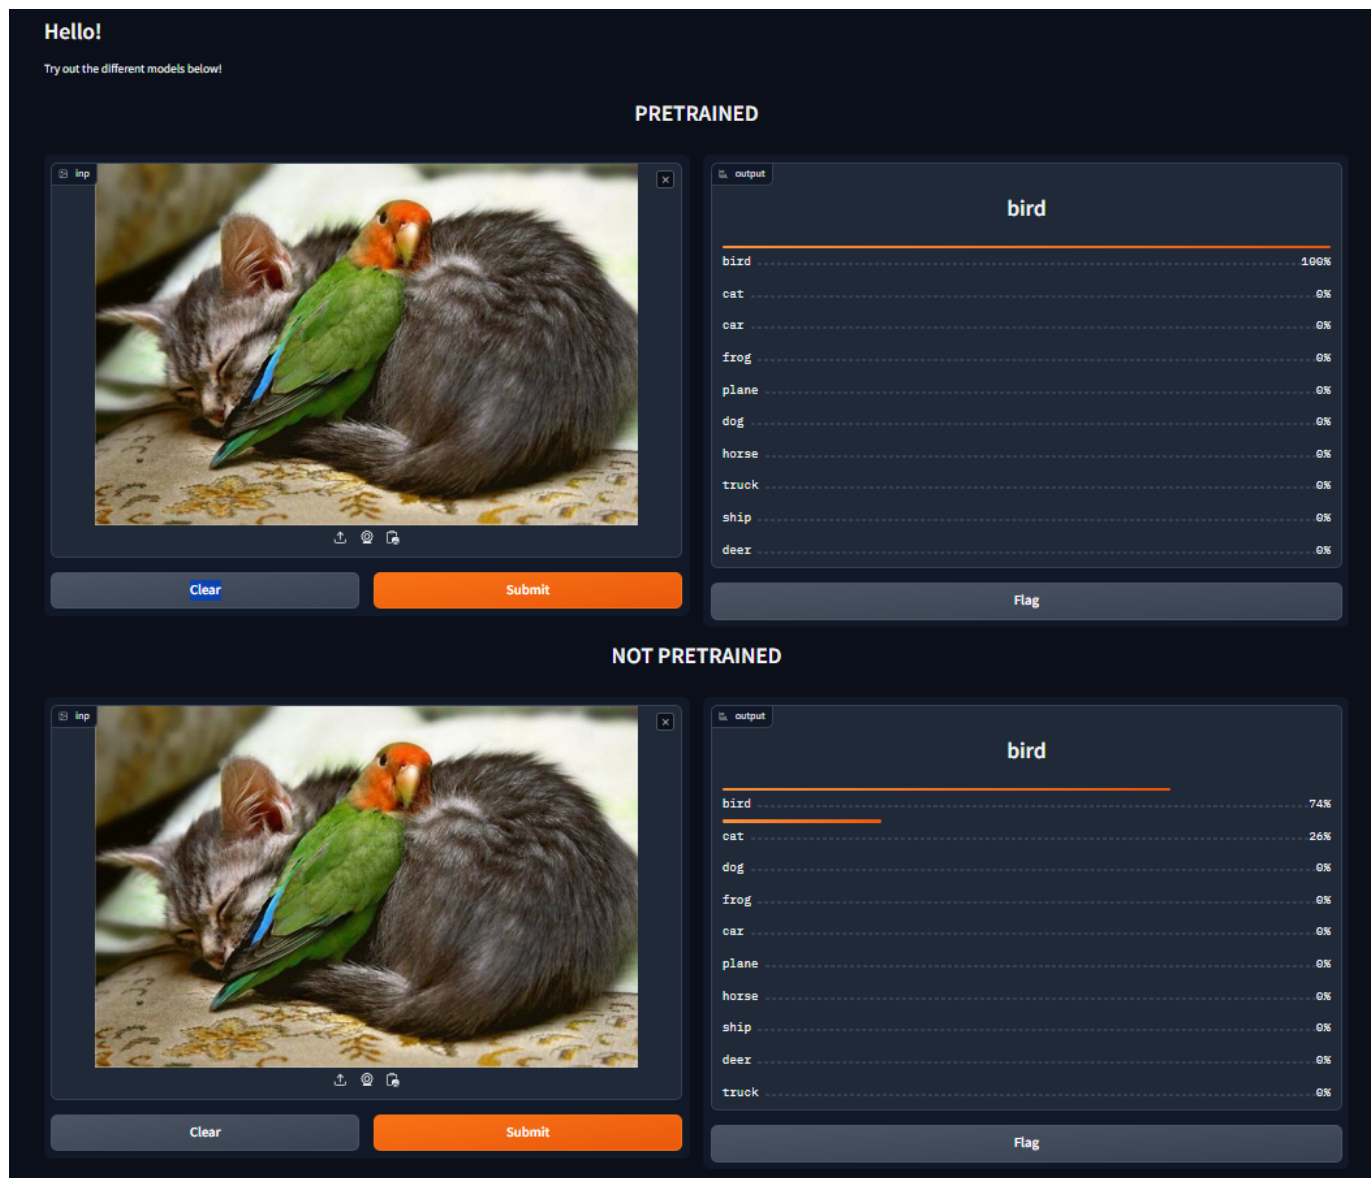 Hello!
Try out the different models below!
PRETRAINED
inp
output
bird
bird 100%
cat 0%
car 0%
frog 0%
plane 0%
dog 0%
horse 0%
truck 0%
ship 0%
deer 0%
Clear
Submit
Flag
NOT PRETRAINED
inp
output
bird
bird 74%
cat 26%
dog 0%
frog 0%
car 0%
plane 0%
horse 0%
ship 0%
deer 0%
truck 0%
Clear
Submit
Flag